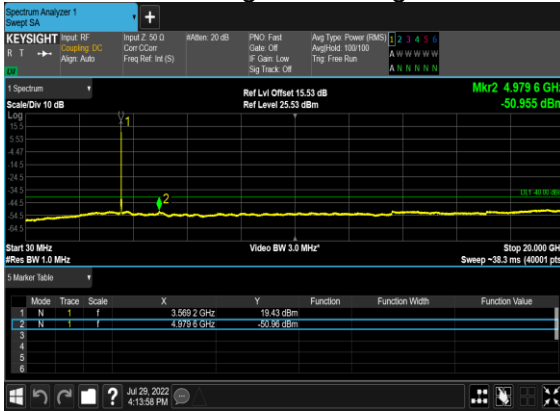 Spectrum Analyzer 1
Swept SA
+
KEYSIGHT Input: RF Input Z: 50 Ω #Atten: 20 dB PNO: Fast Avg Type: Power (RMS) 1 2 3 4 5 6
R T Coupling: DC Corr CCorr Gate: Off Avg|Hold: 100/100 A W W W W W
Align: Auto Freq Ref: Int (S) IF Gain: Low Trig: Free Run
Sig Track: Off A N N N N N
1 Spectrum Ref Lvl Offset 15.53 dB Mkr2 4.979 6 GHz
Scale/Div 10 dB Ref Level 25.53 dBm -50.955 dBm
Log
15.5
5.53
-4.47
-14.5
-24.5
-34.5
-44.5
-54.5
-64.5
1
2
DL1 -40.00 dB
Start 30 MHz Video BW 3.0 MHz* Stop 20.000 GH
#Res BW 1.0 MHz Sweep ~38.3 ms (40001 pts
5 Marker Table
Mode Trace Scale X Y Function Function Width Function Value
1 N 1 f 3.569 2 GHz 19.43 dBm
2 N 1 f 4.979 6 GHz -50.96 dBm
3
4
5
6
? Jul 29, 2022
4:13:58 PM